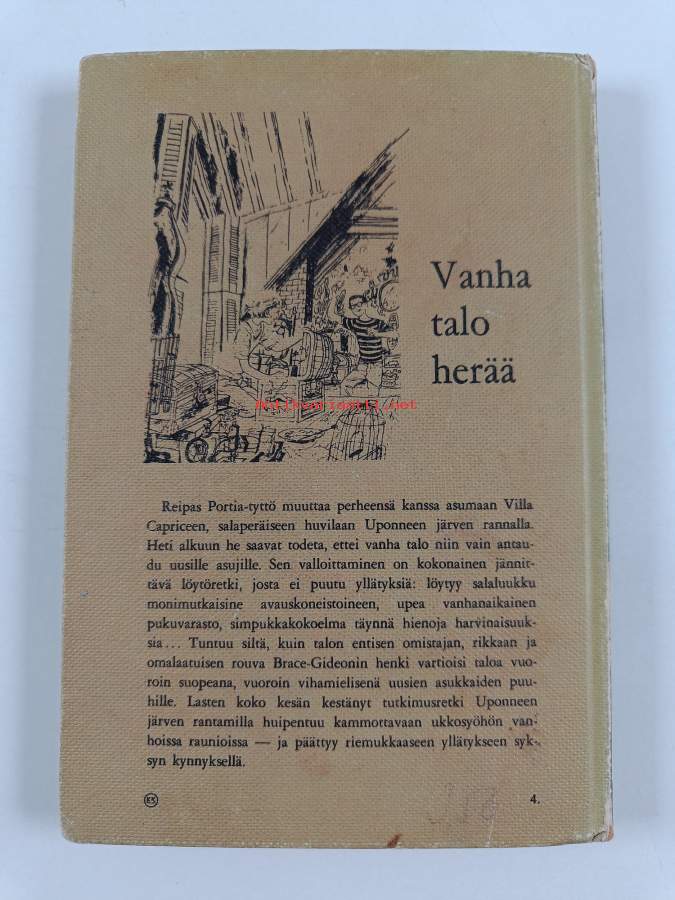 Vanha
talo
herää
Antikvariaatti.net
Reipas Portia-tyttö muuttaa perheensä kanssa asumaan Villa
Capriceen, salaperäiseen huvilaan Uponneen järven rannalla.
Heti alkuun he saavat todeta, ettei vanha talo niin vain antau-
du uusille asujille. Sen valloittaminen on kokonainen jännit-
tävä löytöretki, josta ei puutu yllätyksiä: löytyy salaluukku
monimutkaisine avauskoneistoineen, upea vanhanaikainen
pukuvarasto, simpukkakokoelma täynnä hienoja harvinaisuuk-
sia... Tuntuu siltä, kuin talon entisen omistajan, rikkaan ja
omalaatuisen rouva Brace-Gideonin henki vartioisi taloa vuo-
roin suopeana, vuoroin vihamielisenä uusien asukkaiden puu-
hille. Lasten koko kesän kestänyt tutkimusretki Uponneen
järven rantamilla huipentuu kammottavaan ukkosyöhön van-
hoissa raunioissa — ja päättyy riemukkaaseen yllätykseen syk-
syn kynnyksellä.
4.